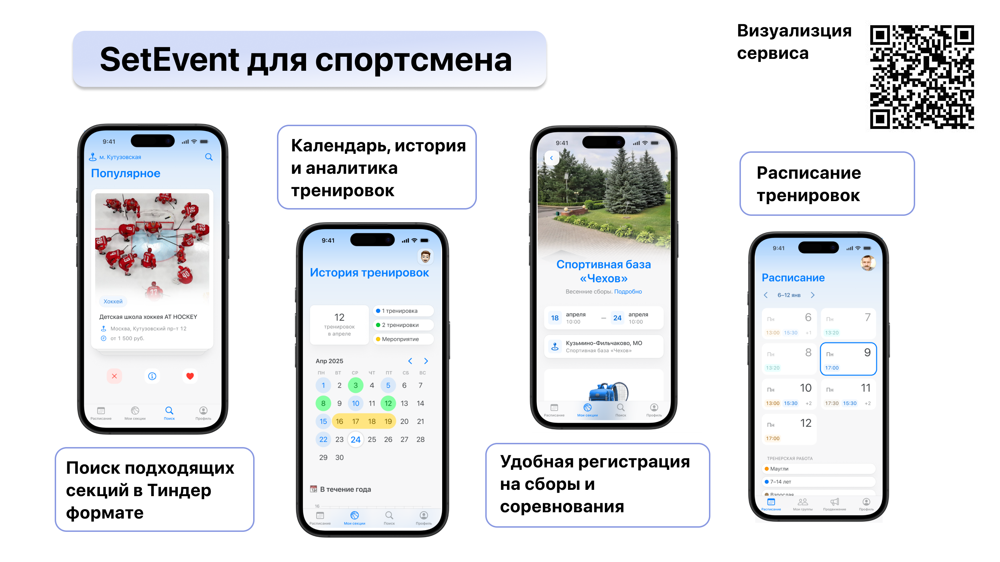 SetEvent для спортсмена
Визуализция
сервиса
9:41
м. Кутузовская
Популярное
Хоккей
Детская школа хоккея AT HOCKEY
Москва, Кутузовский пр-т 12
от 1 500 руб.
Расписание Мои секции Поиск Профиль
Поиск подходящих
секций в Тиндер
формате
Календарь, история
и аналитика
тренировок
9:41
История тренировок
12
тренировок
в апреле
1 тренировка
2 тренировки
Мероприятие
Апр 2025
ПН ВТ СР ЧТ ПТ СБ ВС
1 2 3 4 5 6 7
8 9 10 11 12 13 14
15 16 17 18 19 20 21
22 23 24 25 26 27 28
29 30
В течение года
16
Расписание Мои секции Поиск Профиль
9:41
Спортивная база
«Чехов»
Весенние сборы. Подробно
18 апреля 10:00 — 24 апреля 10:00
Кузьмино-Фильчаково, МО
Спортивная база «Чехов»
Расписание Мои секции Поиск Профиль
Удобная регистрация
на сборы и
соревнования
Расписание
тренировок
9:41
Расписание
6–12 янв
Пн 6 Пн 7
13:00 15:30 +1 13:20
Пн 8 Пн 9
13:20 17:00
Пн 10 Пн 11
13:00 15:30 +2 17:30 15:30 +2
Пн 12
17:00
ТРЕНЕРСКАЯ РАБОТА
Маугли
7–14 лет
Взрослая
Расписание Мои группы Продвижение Профиль